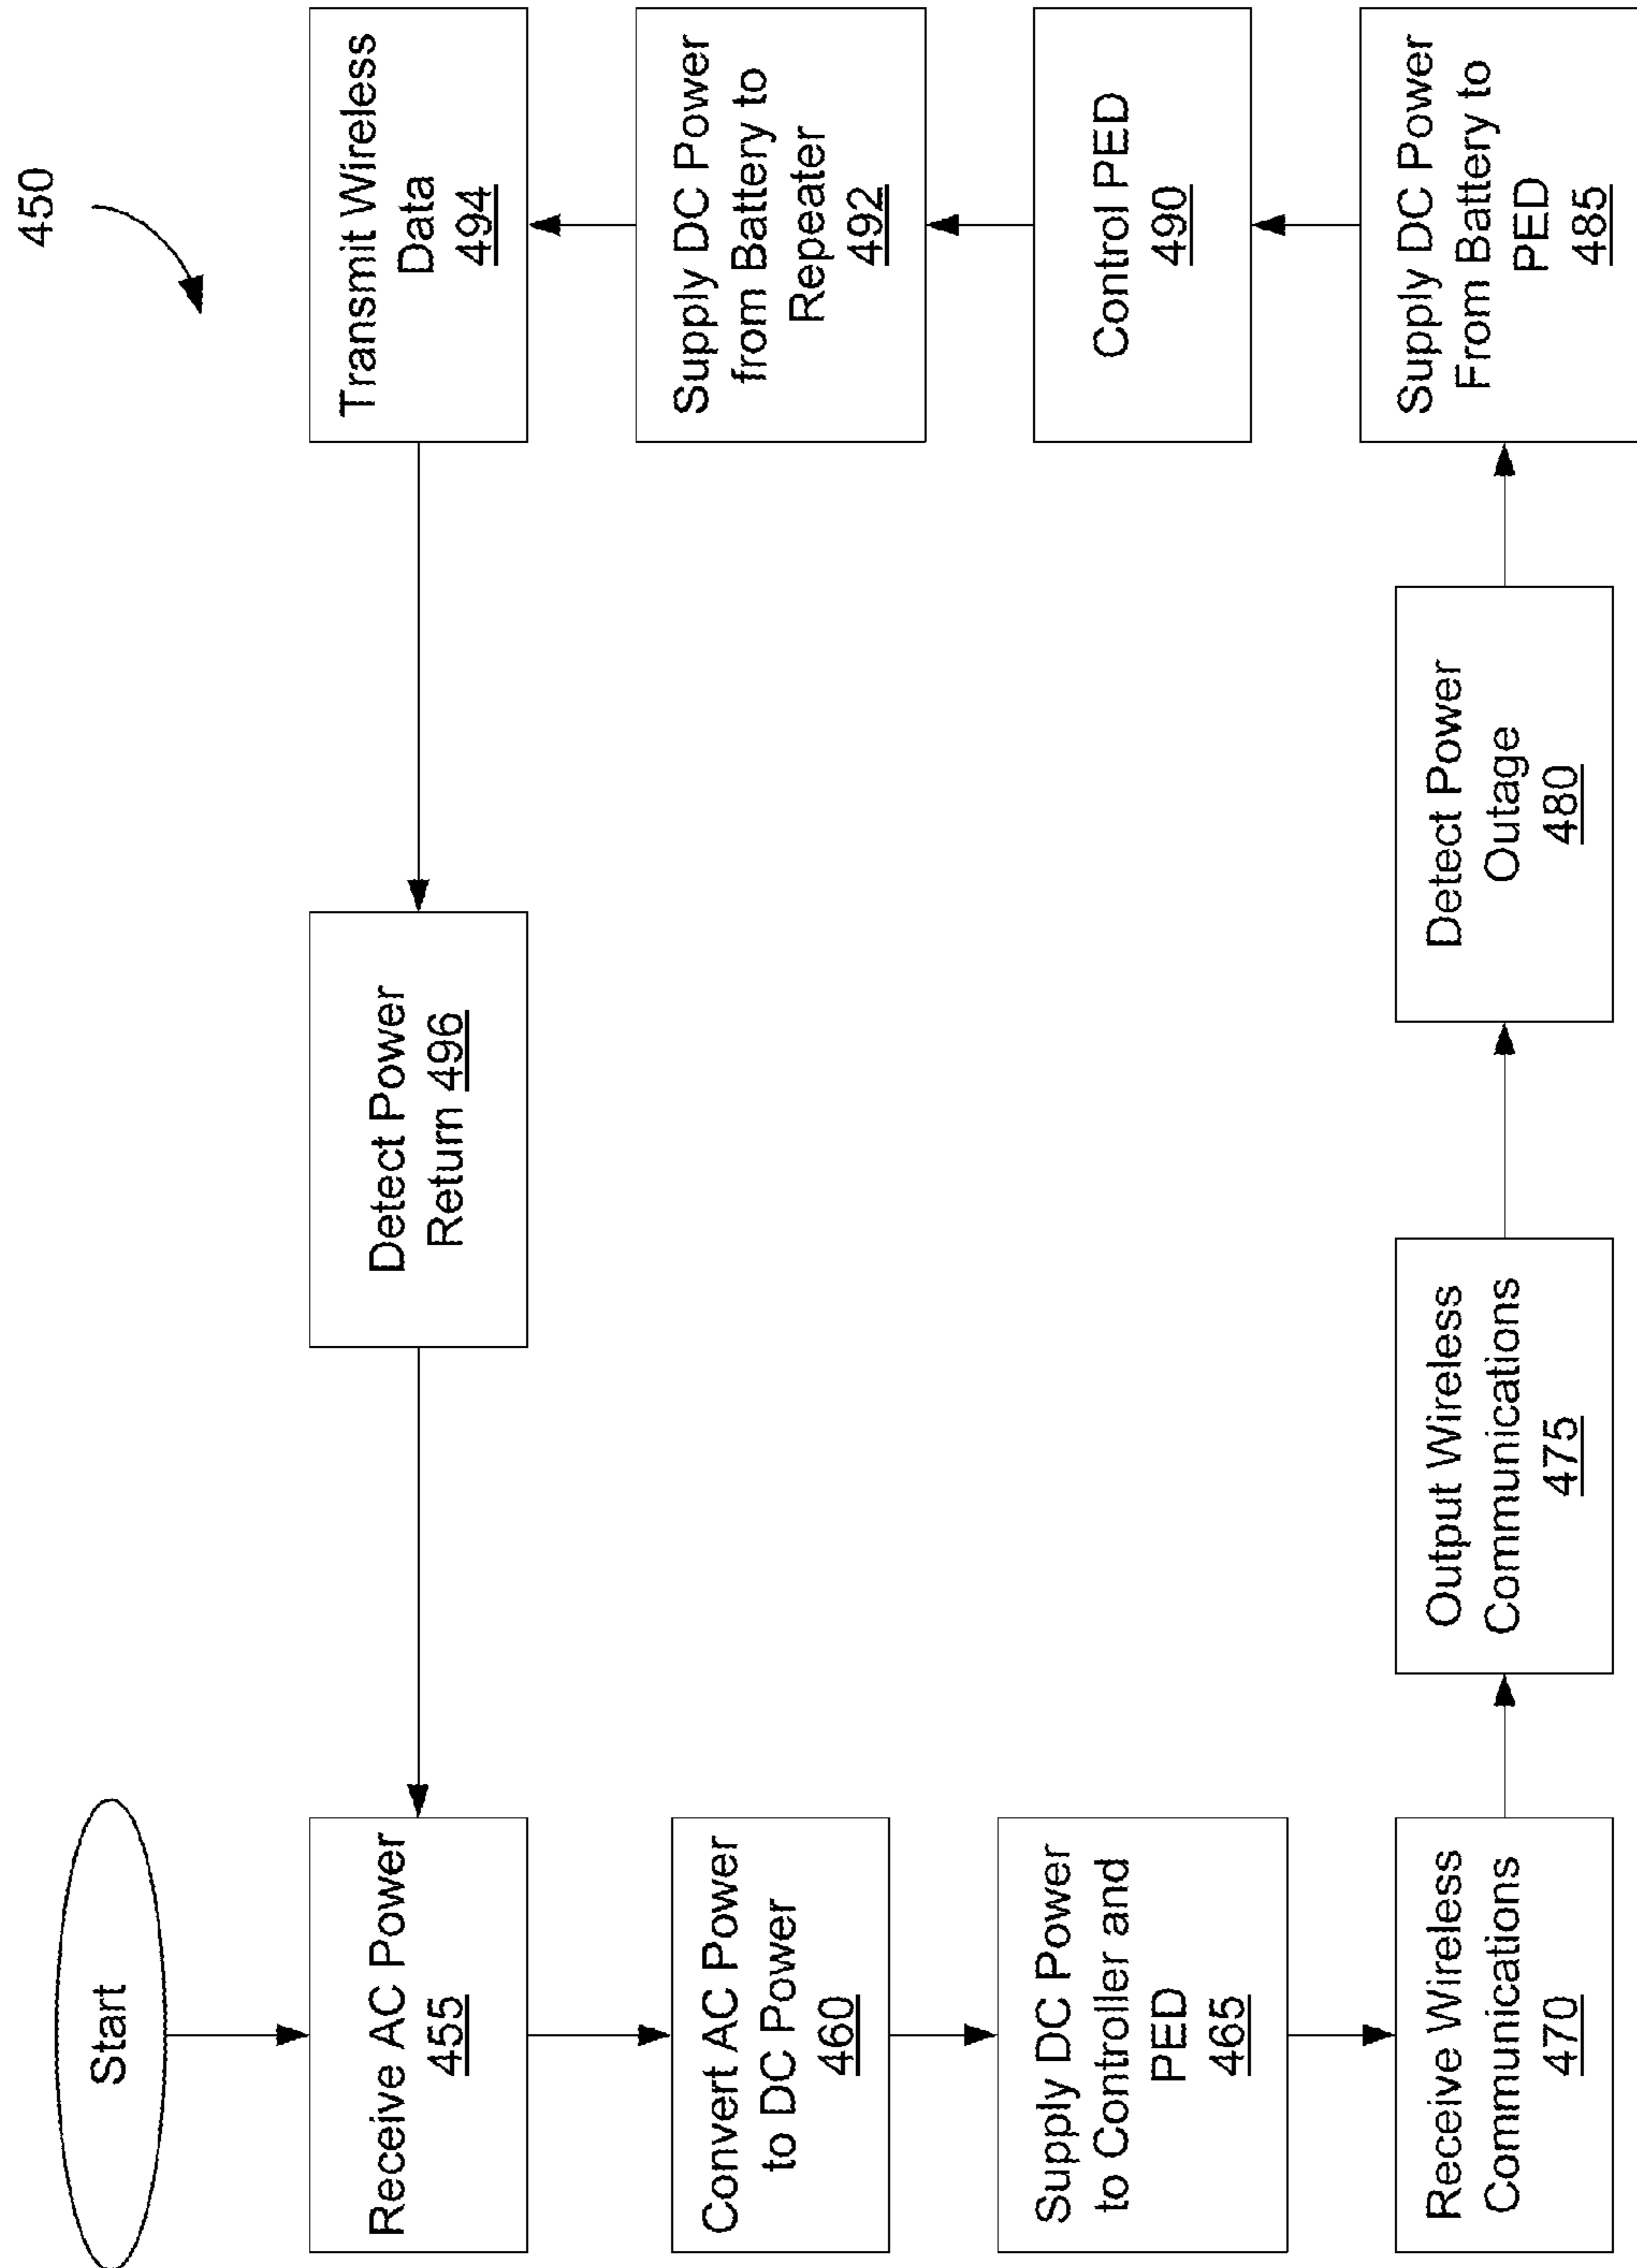 450
Start
Receive AC Power
455
Convert AC Power
to DC Power
460
Supply DC Power
to Controller and
PED
465
Receive Wireless
Communications
470
Output Wireless
Communications
475
Detect Power
Outage
480
Supply DC Power
From Battery to
PED
485
Control PED
490
Supply DC Power
from Battery to
Repeater
492
Transmit Wireless
Data
494
Detect Power
Return 496